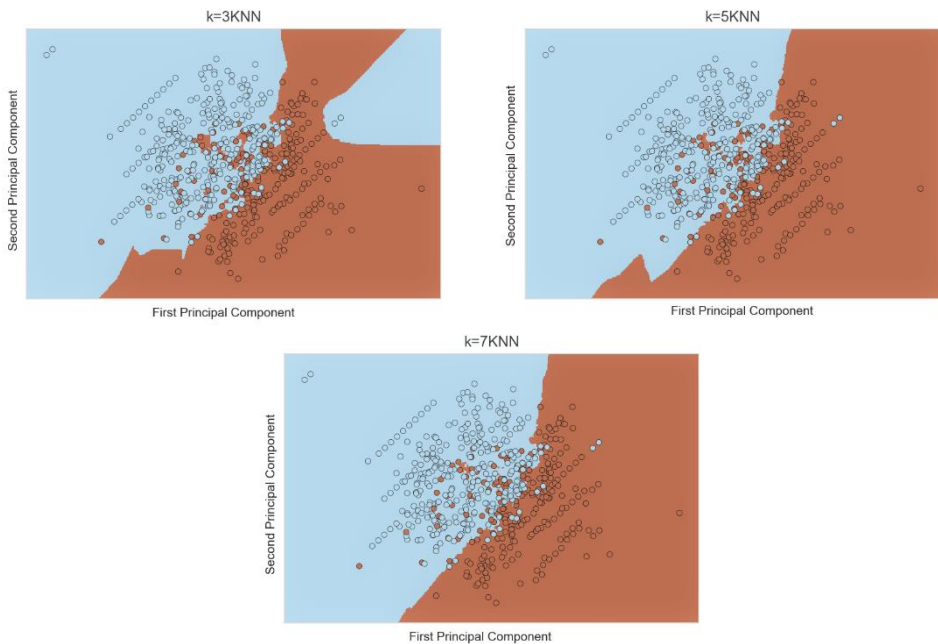 k=3KNN
Second Principal Component
First Principal Component
k=5KNN
Second Principal Component
First Principal Component
k=7KNN
Second Principal Component
First Principal Component